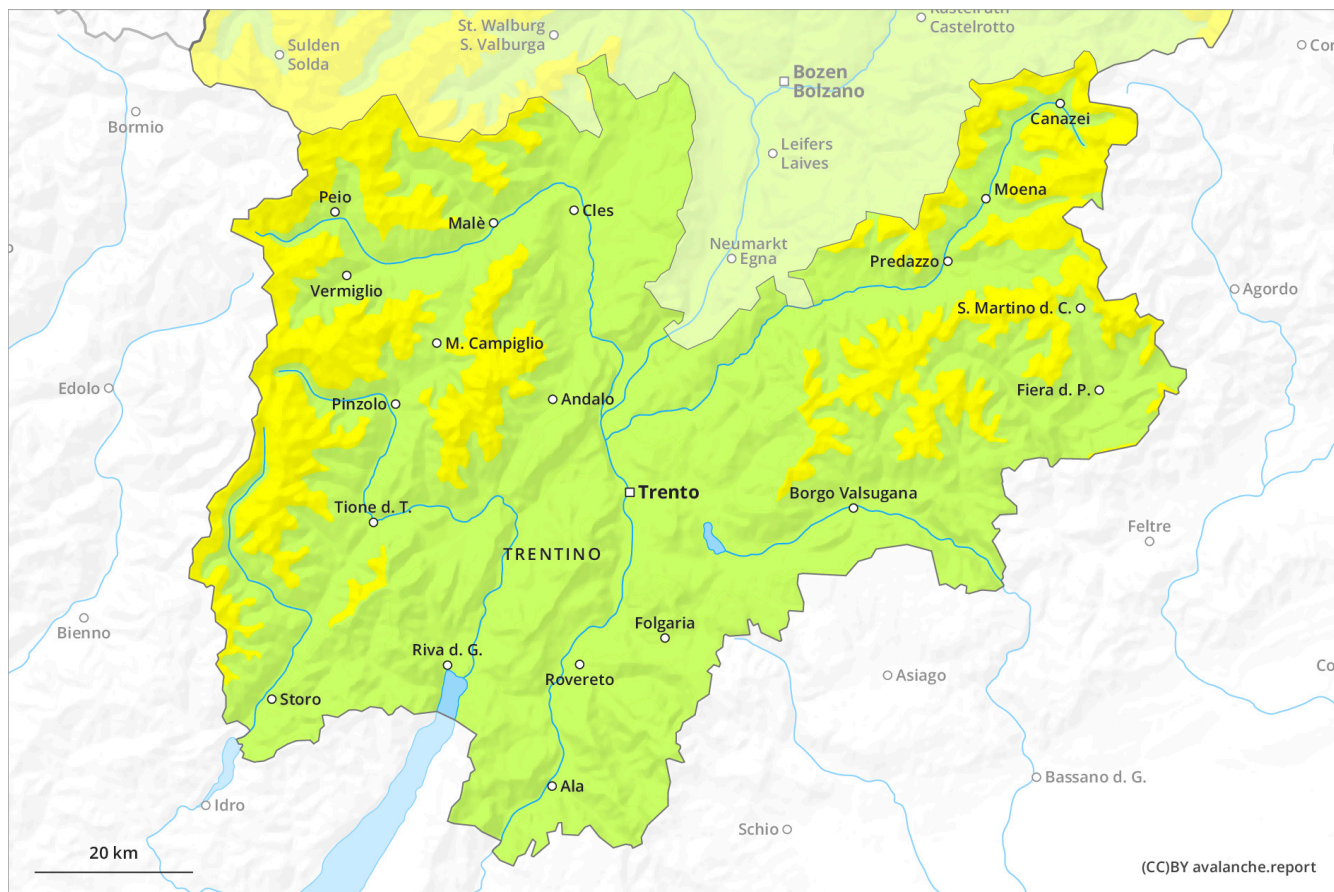 Kastelruth
Castelrotto
St. Walburg
S. Valburga
Sulden
Solda
Bozen
Bolzano
Bormio
Canazei
Leifers
Laives
Peio
Moena
Malè
Cles
Neumarkt
Egna
Predazzo
Vermiglio
Agordo
S. Martino d. C.
M. Campiglio
Edolo
Fiera d. P.
Pinzolo
Andalo
Trento
Borgo Valsugana
Tione d. T.
Feltre
TRENTINO
Bienno
Folgaria
Riva d. G.
Rovereto
Asiago
Storo
Bassano d. G.
Ala
Idro
Schio
20 km
(CC)BY avalanche.report